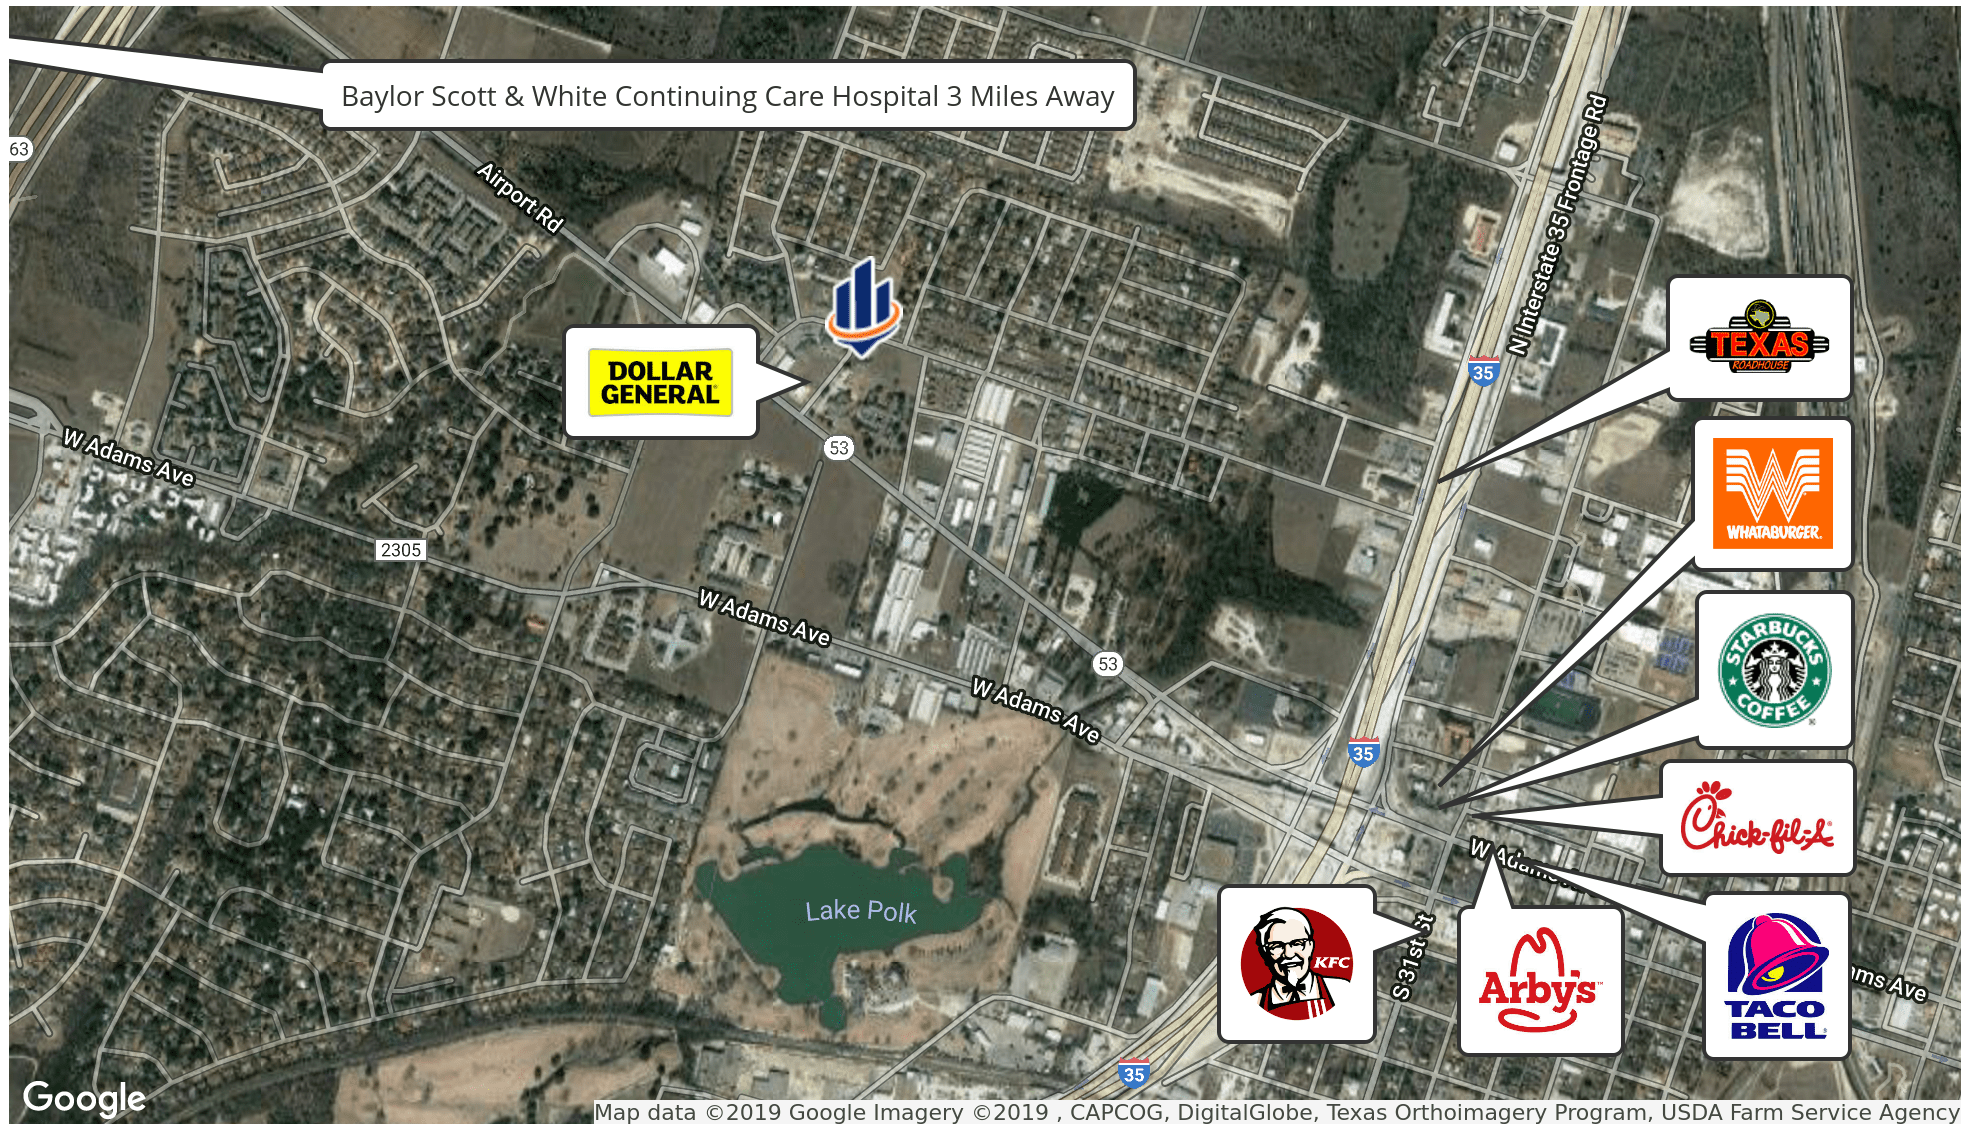 Baylor Scott & White Continuing Care Hospital 3 Miles Away
63
Airport Rd
N Interstate 35 Frontage Rd
TEXAS
ROADHOUSE
35
DOLLAR
GENERAL
53
W Adams Ave
WHATABURGER
2305
W Adams Ave
53
STARBUCKS
COFFEE
W Adams Ave
35
Chick-fil-A
W Adams
Lake Polk
KFC
S 31st St
Arby's
TACO
BELL
ams Ave
35
Google
Map data ©2019 Google Imagery ©2019 , CAPCOG, DigitalGlobe, Texas Orthoimagery Program, USDA Farm Service Agency